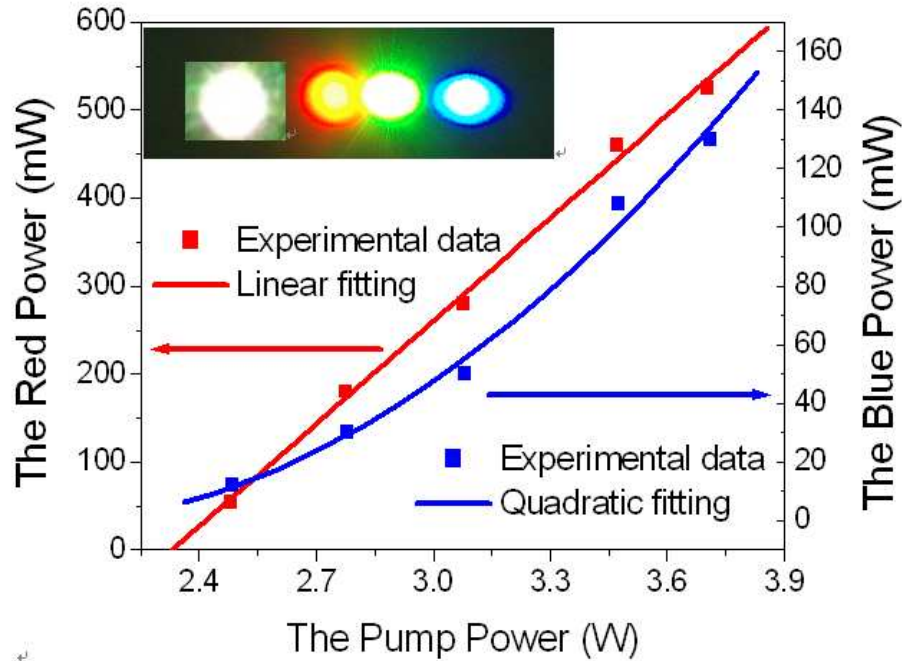 The Red Power (mW)
600
500
400
300
200
100
0
Experimental data
Linear fitting
Experimental data
Quadratic fitting
160
140
120
100
80
60
40
20
0
The Blue Power (mW)
2.4 2.7 3.0 3.3 3.6 3.9
The Pump Power (W)